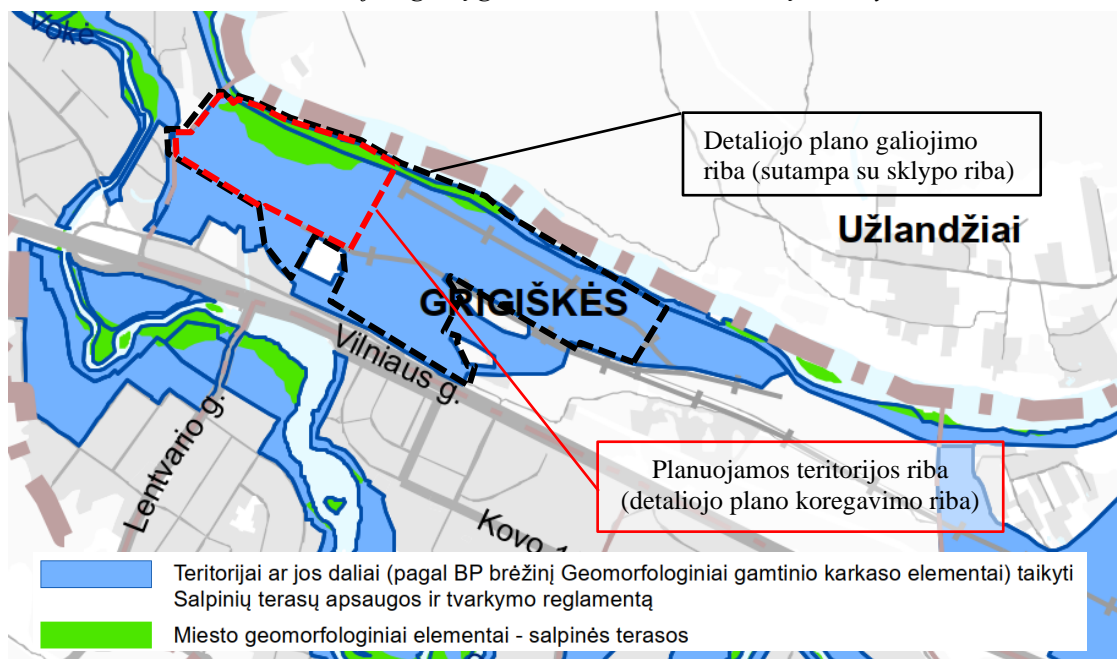 Vokė
Detaliojo plano galiojimo
riba (sutampa su sklypo riba)
Užlandžiai
GRIGIŠKĖS
Vilniaus g.
Lentvario g.
Planuojamos teritorijos riba
(detaliojo plano koregavimo riba)
Kovo
Teritorijai ar jos daliai (pagal BP brėžinį Geomorfologiniai gamtinio karkaso elementai) taikyti
Salpinių terasų apsaugos ir tvarkymo reglamentą
Miesto geomorfologiniai elementai - salpinės terasos